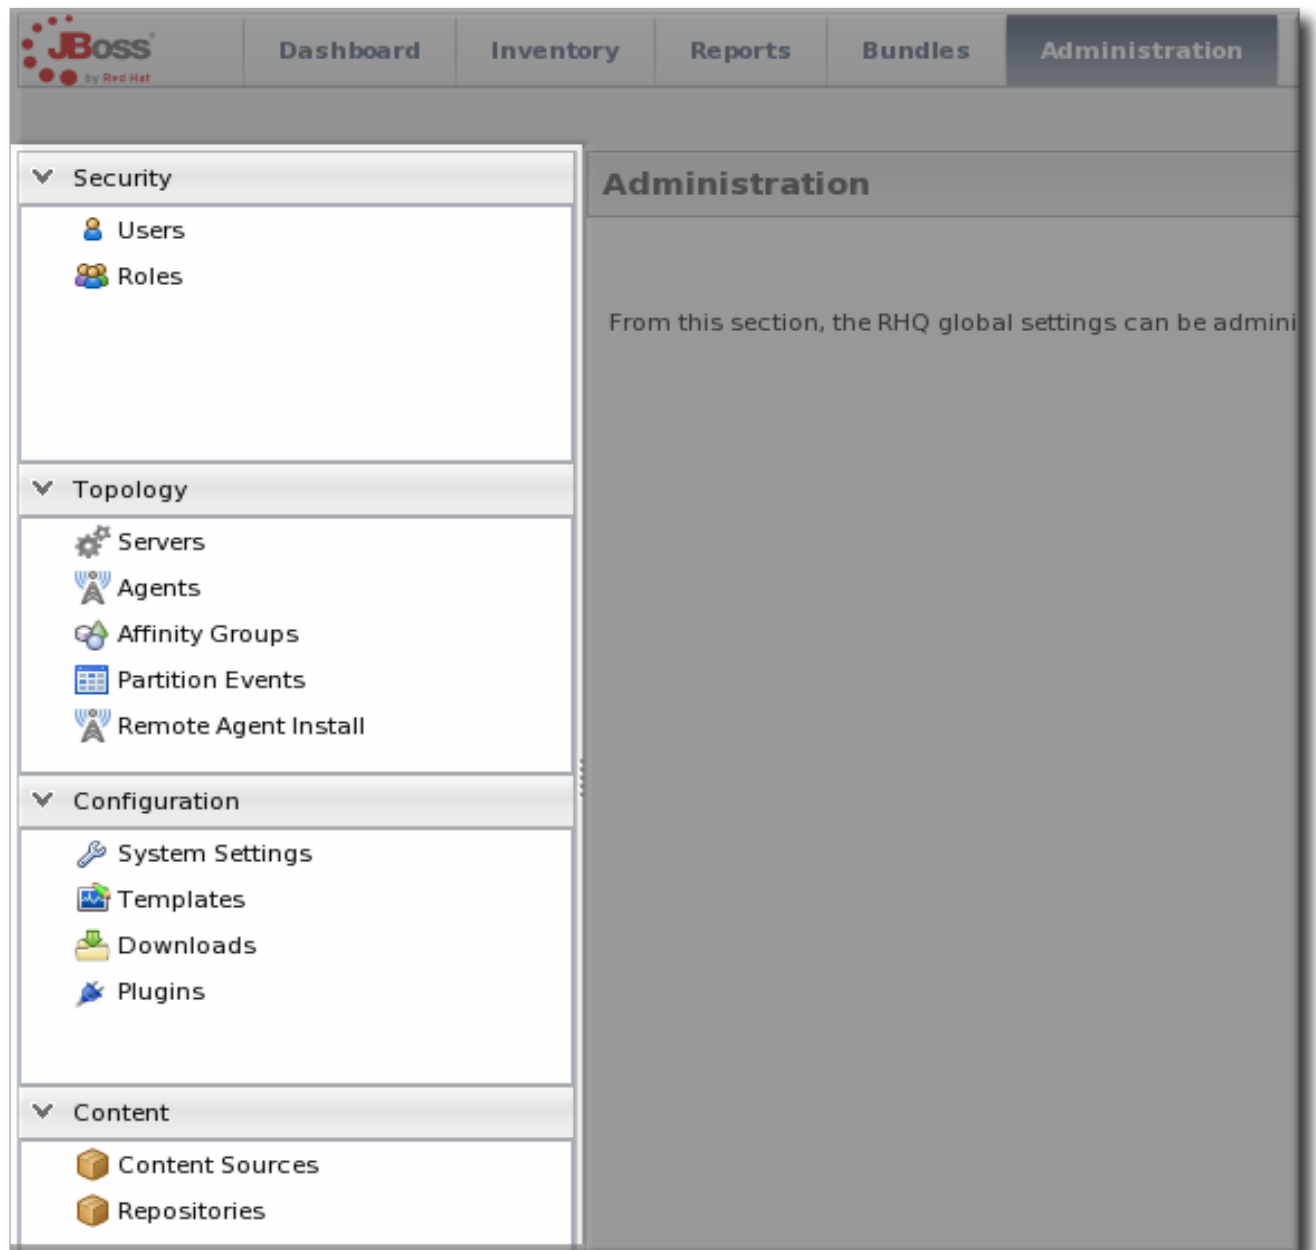 JBoss
by Red Hat
Dashboard Inventory Reports Bundles Administration
Security
Users
Roles
Topology
Servers
Agents
Affinity Groups
Partition Events
Remote Agent Install
Configuration
System Settings
Templates
Downloads
Plugins
Content
Content Sources
Repositories
Administration
From this section, the RHQ global settings can be admini